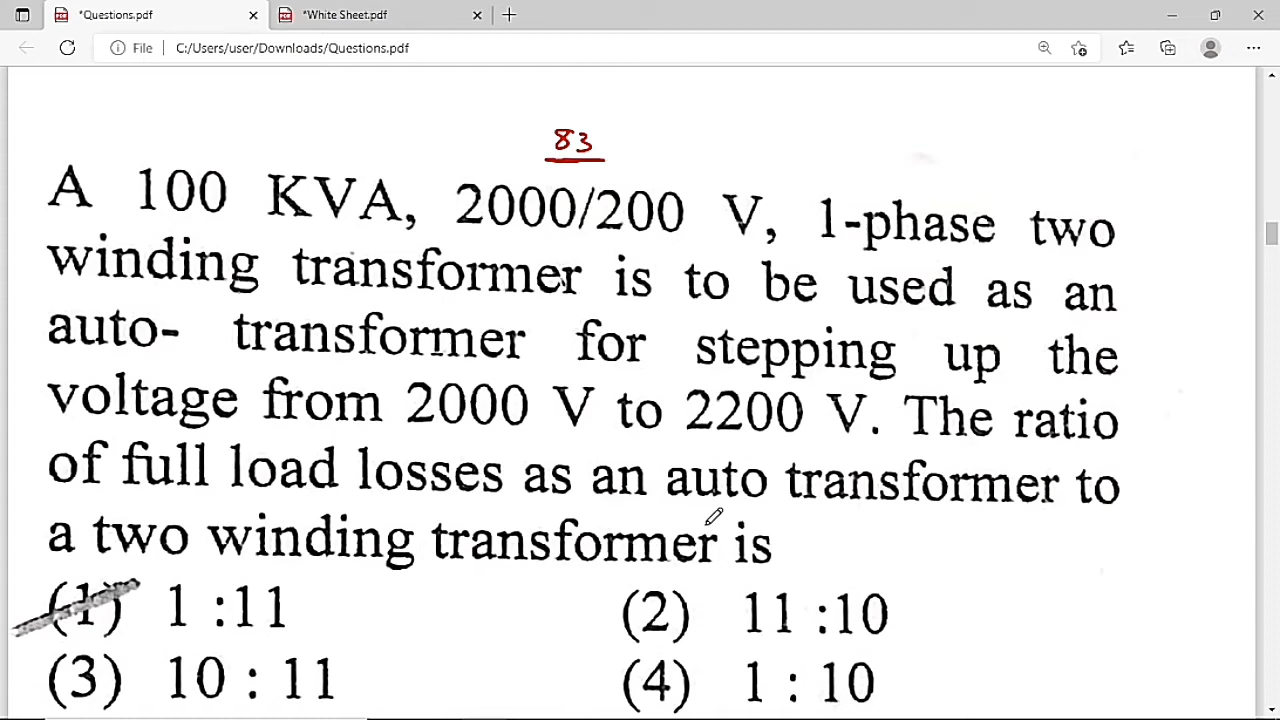 *Questions.pdf
*White Sheet.pdf
File
C:/Users/user/Downloads/Questions.pdf
83
A 100 KVA, 2000/200 V, 1-phase two
winding transformer is to be used as an
auto- transformer for stepping up the
voltage from 2000 V to 2200 V. The ratio
of full load losses as an auto transformer to
a two winding transformer is
(1) 1 :11
(2) 11 :10
(3) 10 : 11
(4) 1 : 10